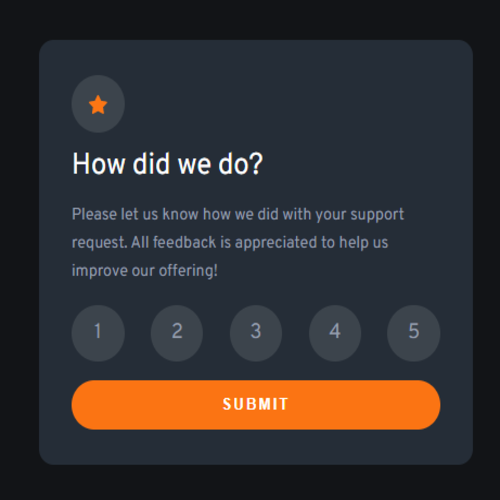 How did we do?
Please let us know how we did with your support
request. All feedback is appreciated to help us
improve our offering!
1 2 3 4 5
SUBMIT